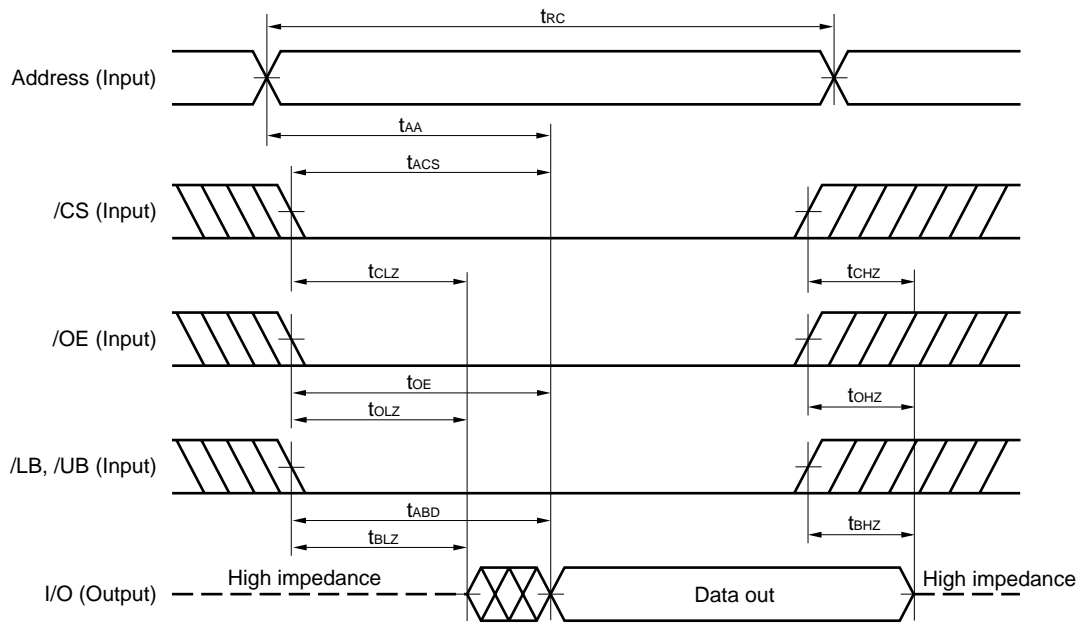 tRC
Address (Input)
tAA
tACS
/CS (Input)
tCLZ
tCHZ
/OE (Input)
tOE
tOLZ
tOHZ
/LB, /UB (Input)
tABD
tBLZ
tBHZ
I/O (Output)
High impedance
Data out
High impedance